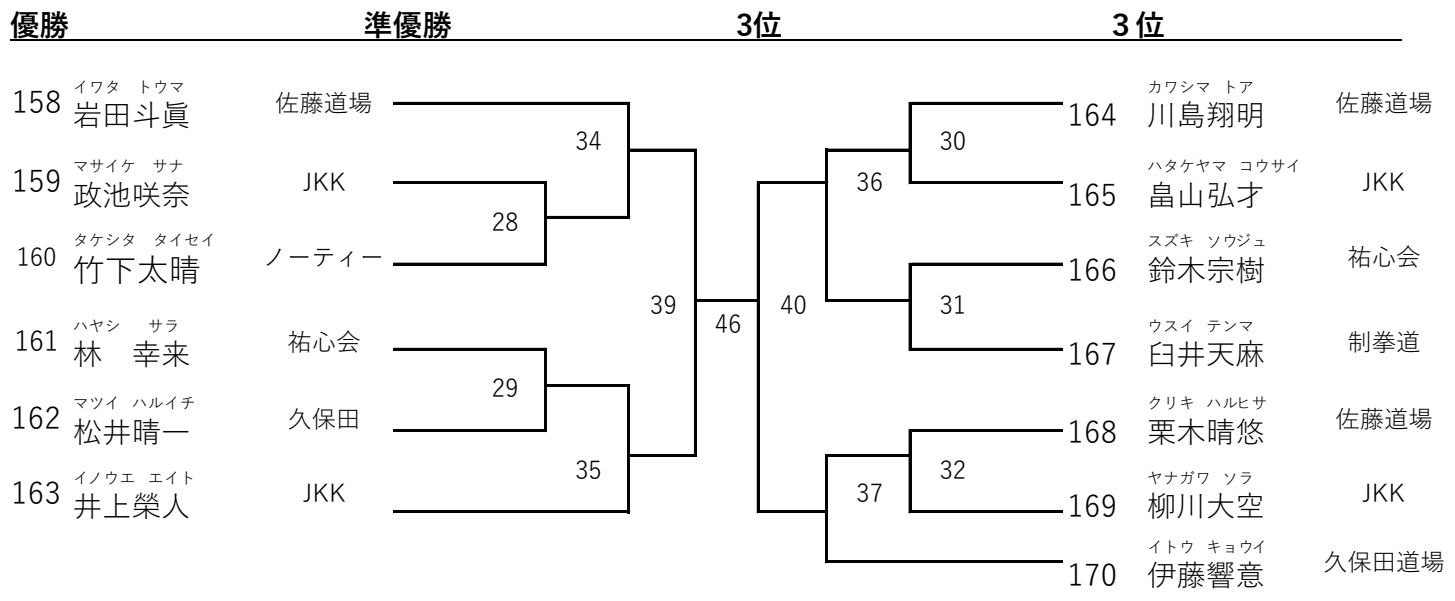 優勝 準優勝 3位 ３位
イワタ トウマ
158 岩田斗眞 佐藤道場
34
マサイケ サナ
159 政池咲奈 JKK
28
タケシタ タイセイ
160 竹下太晴 ノーティー
39
46
ハヤシ サラ
161 林 幸来 祐心会
29
マツイ ハルイチ
162 松井晴一 久保田
35
イノウエ エイト
163 井上榮人 JKK
カワシマ トア
164 川島翔明 佐藤道場
30
36
ハタケヤマ コウサイ
165 畠山弘才 JKK
スズキ ソウジュ
166 鈴木宗樹 祐心会
40
31
ウスイ テンマ
167 臼井天麻 制拳道
クリキ ハルヒサ
168 栗木晴悠 佐藤道場
32
37
ヤナガワ ソラ
169 柳川大空 JKK
イトウ キョウイ
170 伊藤響意 久保田道場